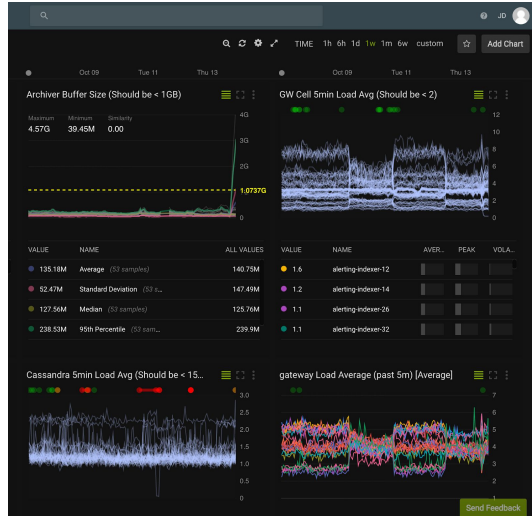 JD
TIME 1h 6h 1d 1w 1m 6w custom
Add Chart
Oct 09 Tue 11 Thu 13
Oct 09 Tue 11 Thu 13
Archiver Buffer Size (Should be < 1GB)
Maximum Minimum Similarity
4.57G 39.45M 0.00
4G
3G
2G
1.0737G
0
VALUE NAME ALL VALUES
135.18M Average (53 samples) 140.75M
52.47M Standard Deviation (53 s... 147.49M
127.56M Median (53 samples) 125.76M
238.53M 95th Percentile (53 sam... 239.9M
GW Cell 5min Load Avg (Should be < 2)
12
10
8
6
4
2
0
VALUE NAME AVER... PEAK VOLA...
1.6 alerting-indexer-12
1.2 alerting-indexer-14
1.1 alerting-indexer-26
1.1 alerting-indexer-32
Cassandra 5min Load Avg (Should be < 15...
3.0
2.5
2.0
1.5
1.0
0.5
0
gateway Load Average (past 5m) [Average]
7
6
5
4
3
2
1
Send Feedback